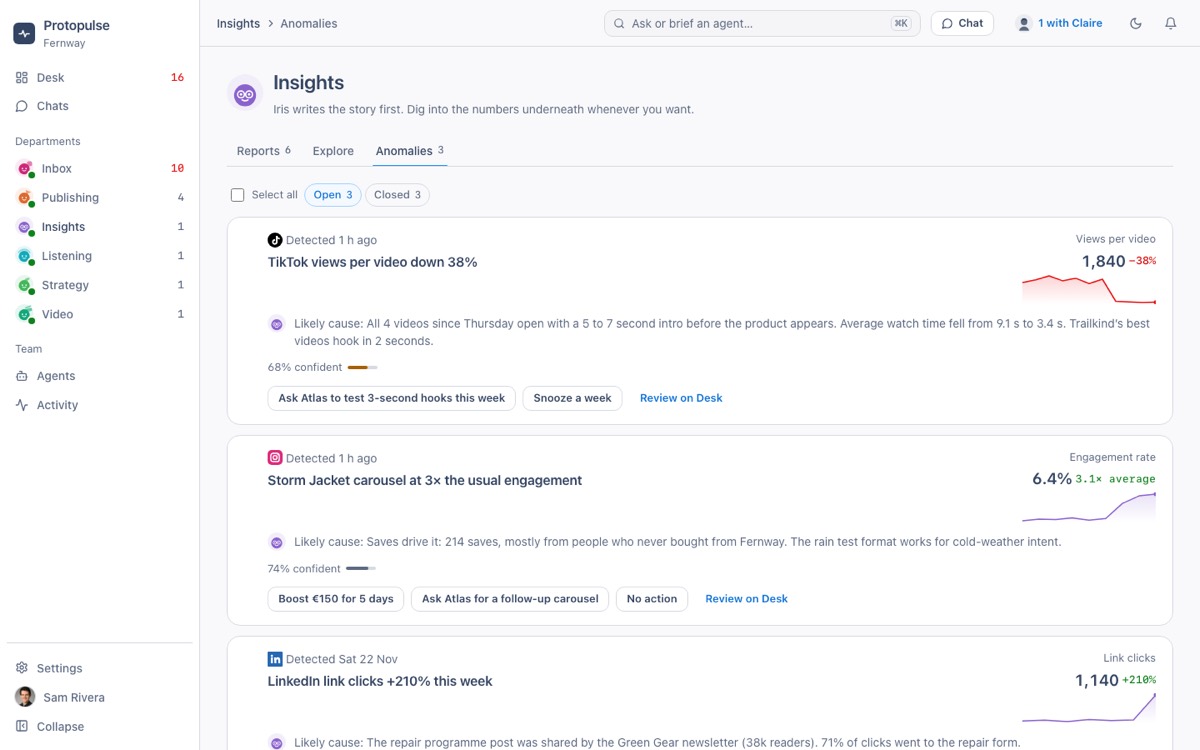 Protopulse
Fernway
Desk 16
Chats
Departments
Inbox 10
Publishing 4
Insights 1
Listening 1
Strategy 1
Video 1
Team
Agents
Activity
Settings
Sam Rivera
Collapse
Insights > Anomalies
Ask or brief an agent… ⌘K
Chat
1 with Claire
Insights
Iris writes the story first. Dig into the numbers underneath whenever you want.
Reports 6 Explore Anomalies 3
Select all Open 3 Closed 3
Detected 1 h ago
TikTok views per video down 38%
Views per video
1,840 −38%
Likely cause: All 4 videos since Thursday open with a 5 to 7 second intro before the product appears. Average watch time fell from 9.1 s to 3.4 s. Trailkind's best
videos hook in 2 seconds.
68% confident
Ask Atlas to test 3-second hooks this week Snooze a week Review on Desk
Detected 1 h ago
Storm Jacket carousel at 3× the usual engagement
Engagement rate
6.4% 3.1× average
Likely cause: Saves drive it: 214 saves, mostly from people who never bought from Fernway. The rain test format works for cold-weather intent.
74% confident
Boost €150 for 5 days Ask Atlas for a follow-up carousel No action Review on Desk
Detected Sat 22 Nov
LinkedIn link clicks +210% this week
Link clicks
1,140 +210%
Likely cause: The repair programme post was shared by the Green Gear newsletter (38k readers). 71% of clicks went to the repair form.